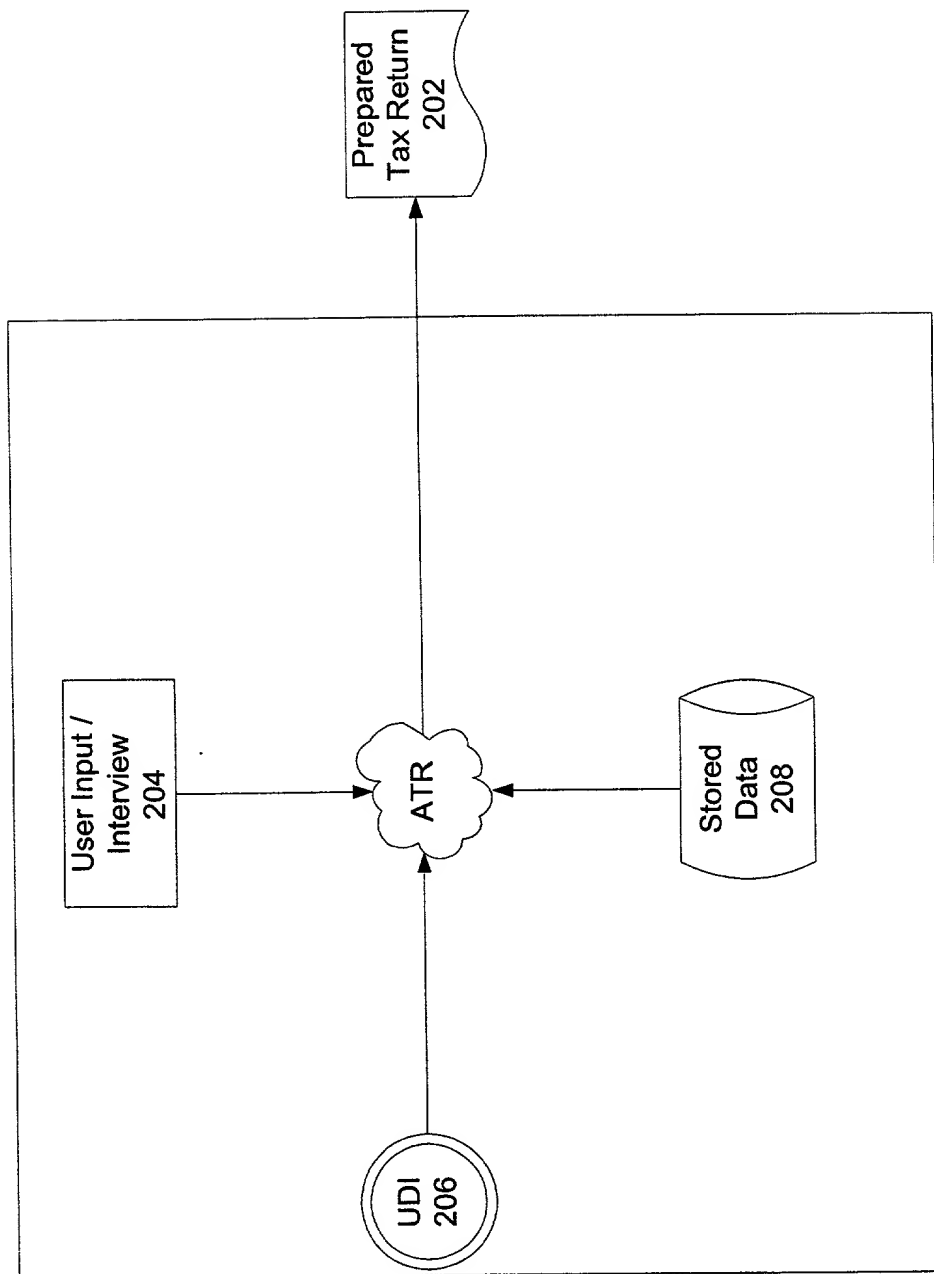 User Input /
Interview
204
UDI
206
ATR
Stored
Data
208
Prepared
Tax Return
202